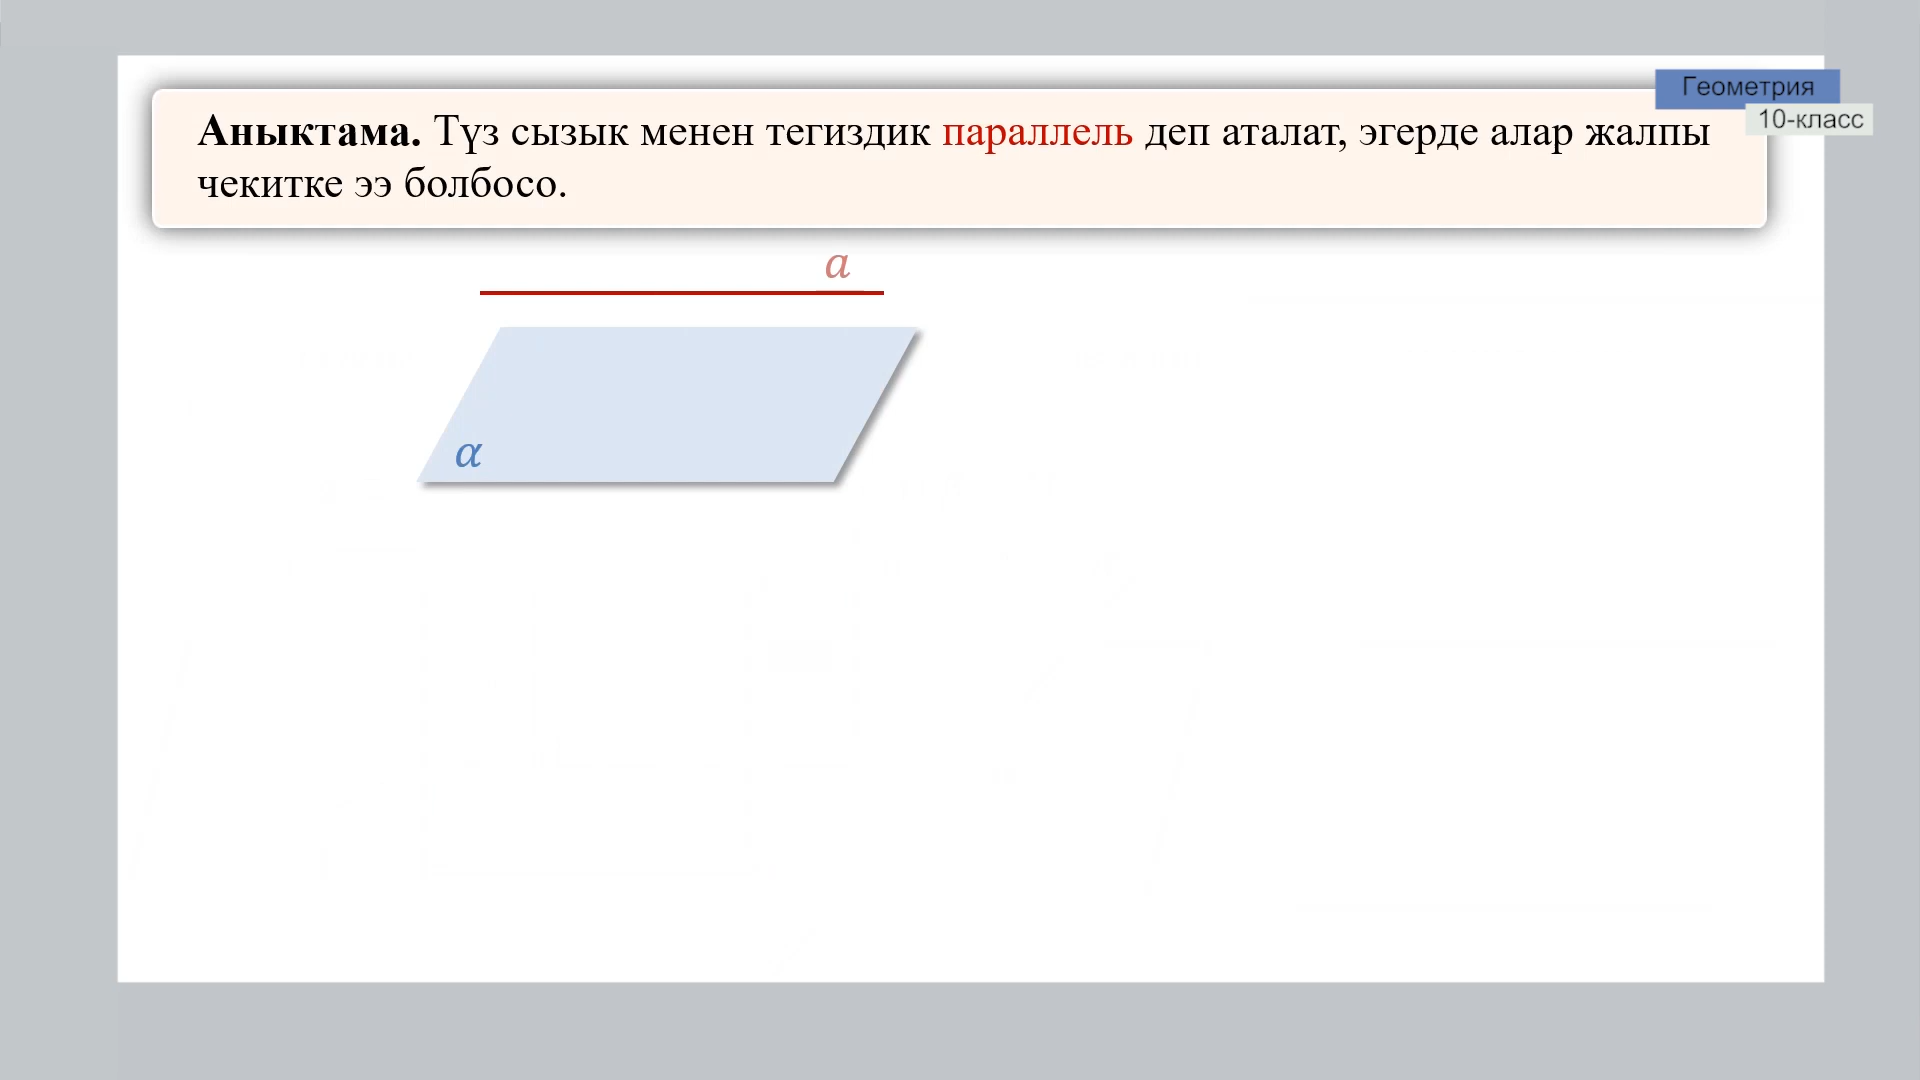 Геометрия
10-класс
Аныктама. Түз сызык менен тегиздик параллель деп аталат, эгерде алар жалпы
чекитке ээ болбосо.
a
α